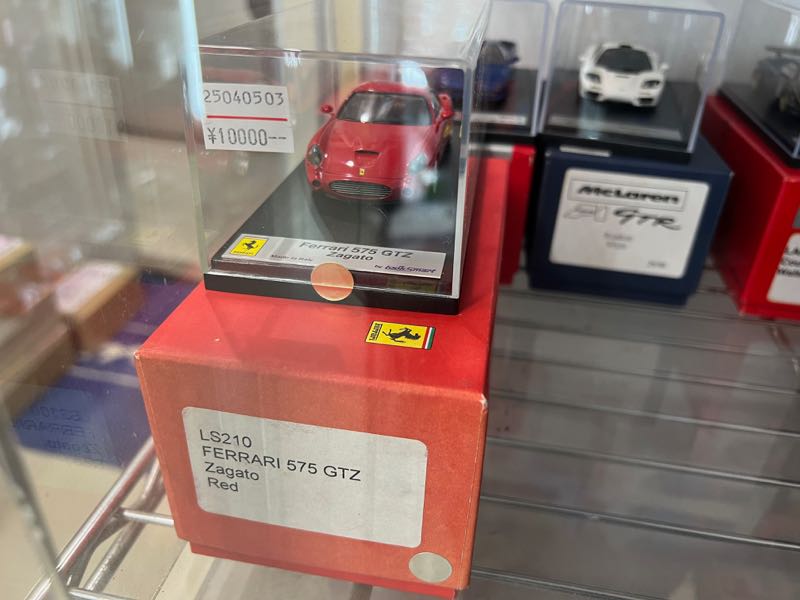 25040503
¥10000--
Ferrari 575 GTZ
Zagato
Made in Italy
by looksmart
LS210
FERRARI 575 GTZ
Zagato
Red
McLaren
F1 GTR